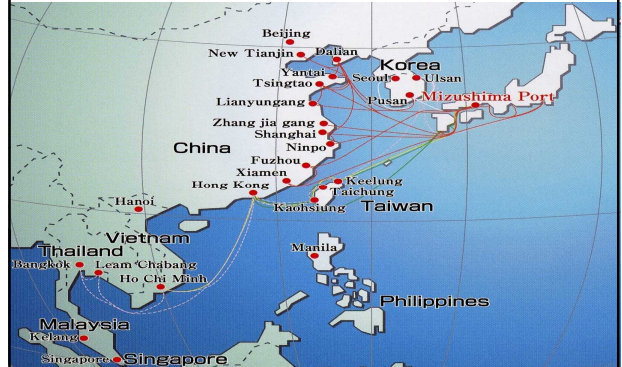 Beijing
New Tianjin
Dalian
Korea
Yantai
Seoul
Ulsan
Tsingtao
Pusan
Mizushima Port
Lianyungang
Zhang jia gang
Shanghai
China
Ninpo
Fuzhou
Xiamen
Keelung
Hong Kong
Taichung
Hanoi
Kaohsiung
Taiwan
Vietnam
Manila
Thailand
Bangkok
Leam Chabang
Ho Chi Minh
Philippines
Malaysia
Kelang
Singapore
Singapore